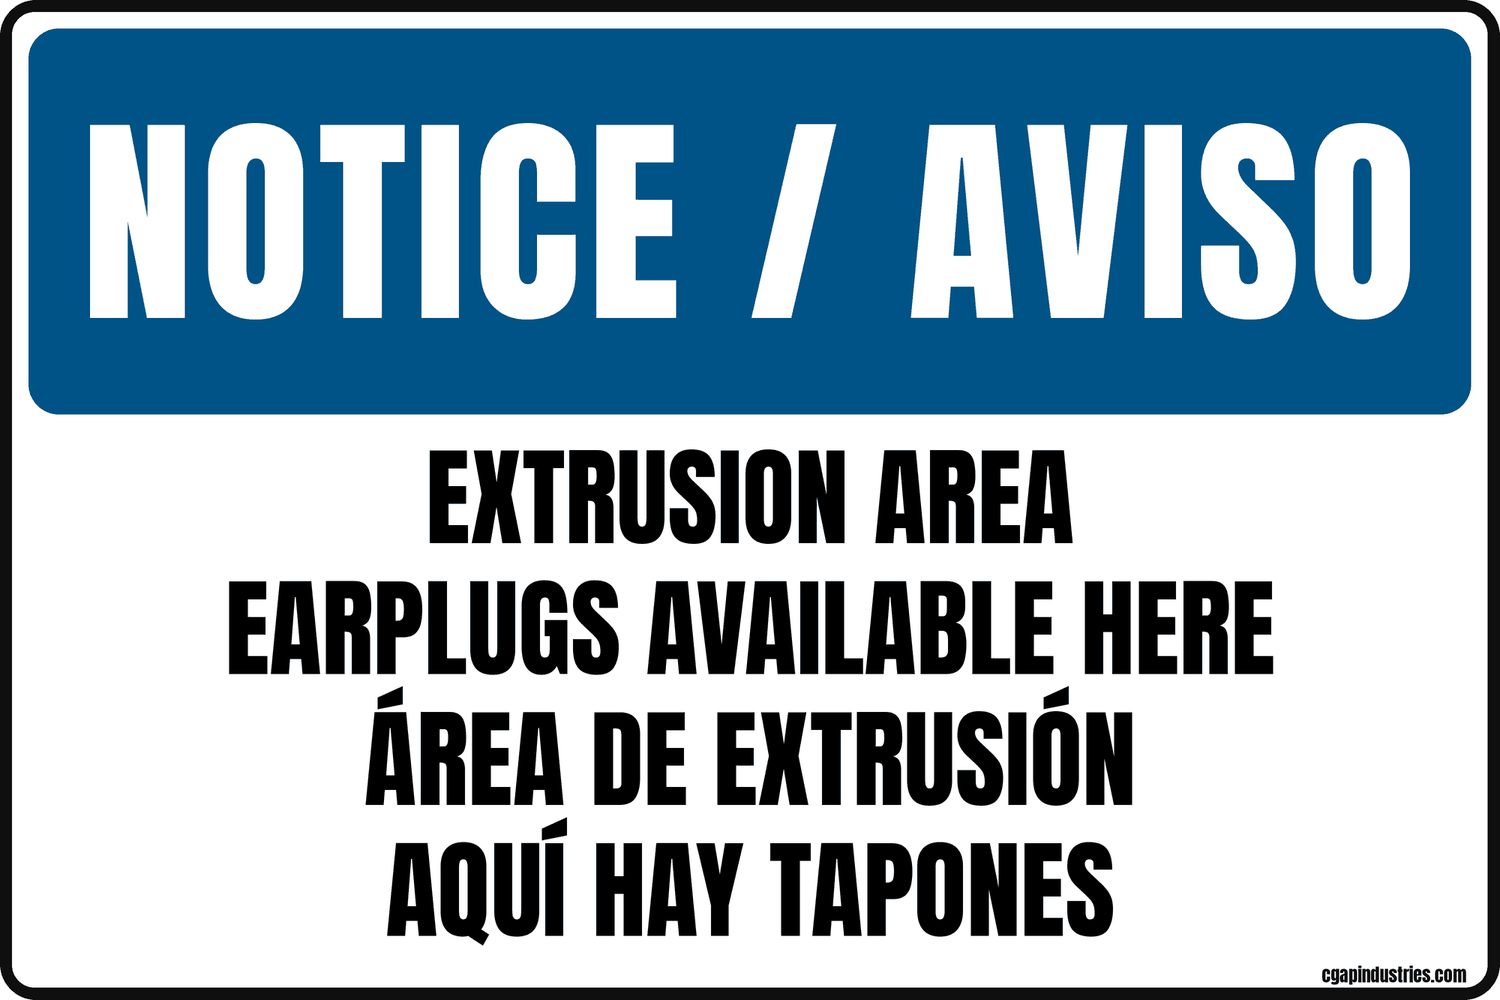 NOTICE / AVISO
EXTRUSION AREA
EARPLUGS AVAILABLE HERE
ÁREA DE EXTRUSIÓN
AQUÍ HAY TAPONES
cgapindustries.com